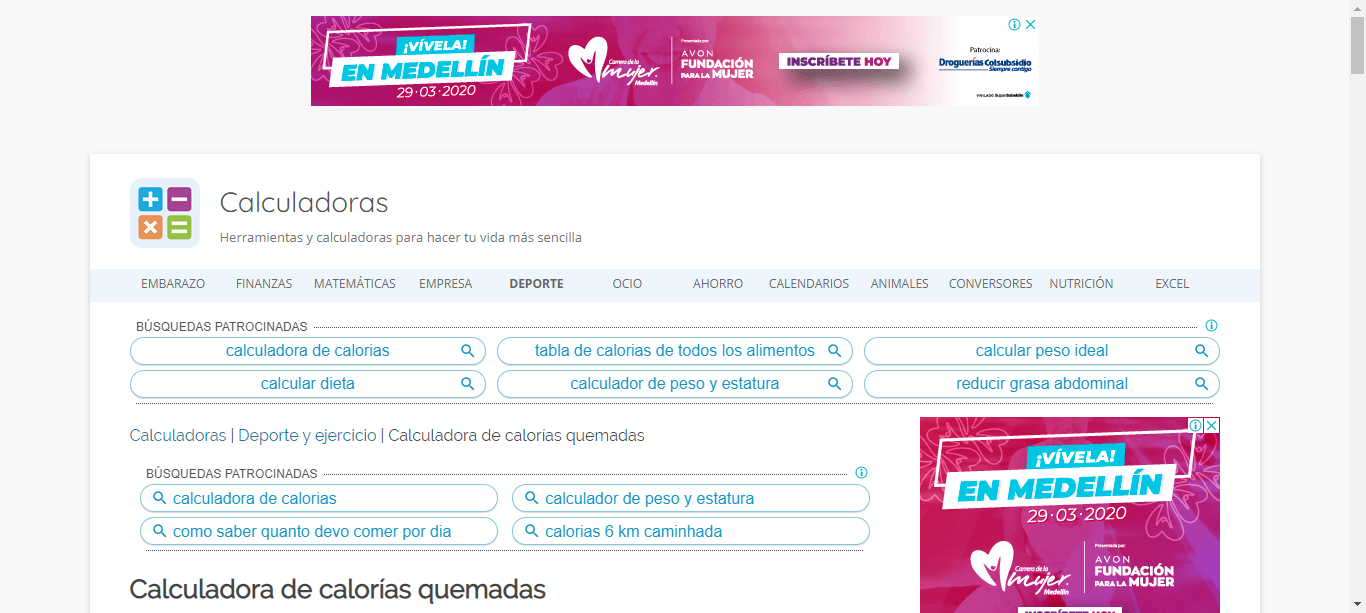 ¡VÍVELA!
EN MEDELLÍN
29·03·2020
Carrera de la
mujer.
Medellín
Presentada por:
AVON
FUNDACIÓN
PARA LA MUJER
INSCRÍBETE HOY
Patrocina:
Droguerías Colsubsidio
Siempre contigo
VIGILADO SuperSubsidio
Calculadoras
Herramientas y calculadoras para hacer tu vida más sencilla
EMBARAZO FINANZAS MATEMÁTICAS EMPRESA DEPORTE OCIO AHORRO CALENDARIOS ANIMALES CONVERSORES NUTRICIÓN EXCEL
BÚSQUEDAS PATROCINADAS
calculadora de calorias tabla de calorias de todos los alimentos calcular peso ideal
calcular dieta calculador de peso y estatura reducir grasa abdominal
Calculadoras | Deporte y ejercicio | Calculadora de calorías quemadas
BÚSQUEDAS PATROCINADAS
calculadora de calorias calculador de peso y estatura
como saber quanto devo comer por dia calorias 6 km caminhada
Calculadora de calorías quemadas
¡VÍVELA!
EN MEDELLÍN
29·03·2020
Carrera de la
mujer.
Medellín
Presentada por:
AVON
FUNDACIÓN
PARA LA MUJER
INSCRÍBETE HOY